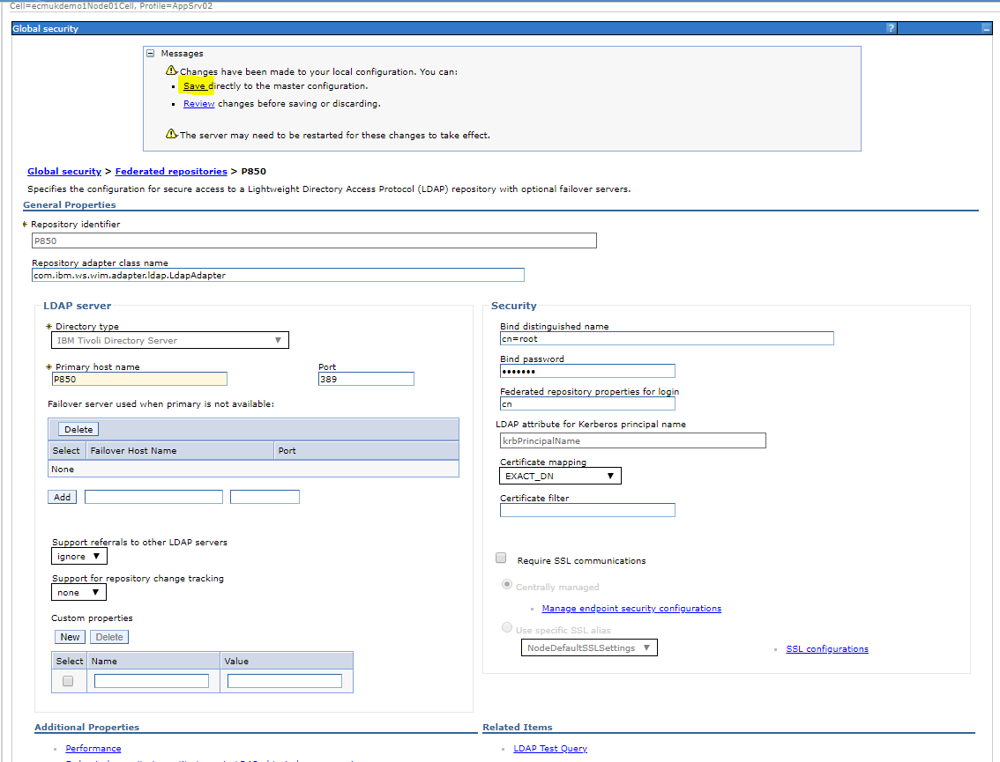 Cell=ecmukdemo1Node01Cell, Profile=AppSrv02
Global security ? _
Messages
Changes have been made to your local configuration. You can:
Save directly to the master configuration.
Review changes before saving or discarding.
The server may need to be restarted for these changes to take effect.
Global security > Federated repositories > P850
Specifies the configuration for secure access to a Lightweight Directory Access Protocol (LDAP) repository with optional failover servers.
General Properties
* Repository identifier
P850
Repository adapter class name
com.ibm.ws.wim.adapter.ldap.LdapAdapter
LDAP server
* Directory type
IBM Tivoli Directory Server
* Primary host name Port
P850 389
Failover server used when primary is not available:
Delete
Select Failover Host Name Port
None
Add
Support referrals to other LDAP servers
ignore
Support for repository change tracking
none
Custom properties
New Delete
Select Name Value
Security
Bind distinguished name
cn=root
Bind password
•••••••
Federated repository properties for login
cn
LDAP attribute for Kerberos principal name
krbPrincipalName
Certificate mapping
EXACT_DN
Certificate filter
Require SSL communications
Centrally managed
Manage endpoint security configurations
Use specific SSL alias
NodeDefaultSSLSettings
SSL configurations
Additional Properties
Performance
Related Items
LDAP Test Query